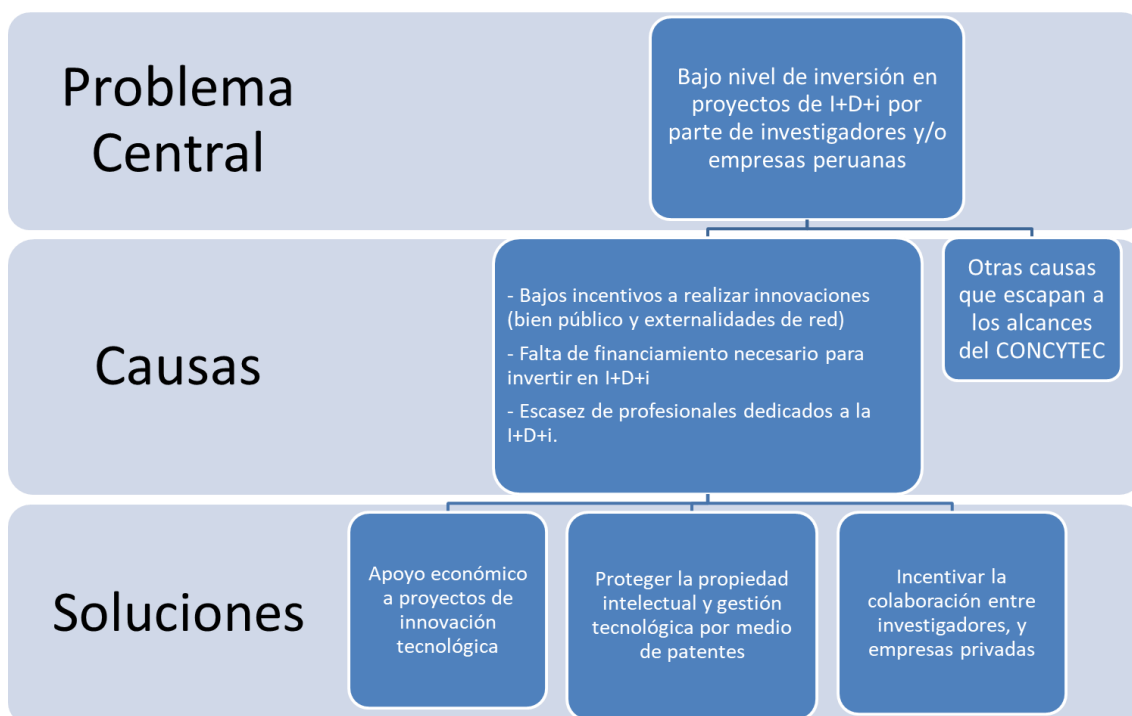 Problema
Central
Bajo nivel de inversión en
proyectos de I+D+i por
parte de investigadores y/o
empresas peruanas
Causas
- Bajos incentivos a realizar innovaciones
(bien público y externalidades de red)
- Falta de financiamiento necesario para
invertir en I+D+i
- Escasez de profesionales dedicados a la
I+D+i.
Otras causas
que escapan a
los alcances
del CONCYTEC
Soluciones
Apoyo económico
a proyectos de
innovación
tecnológica
Proteger la propiedad
intelectual y gestión
tecnológica por medio
de patentes
Incentivar la
colaboración entre
investigadores, y
empresas privadas